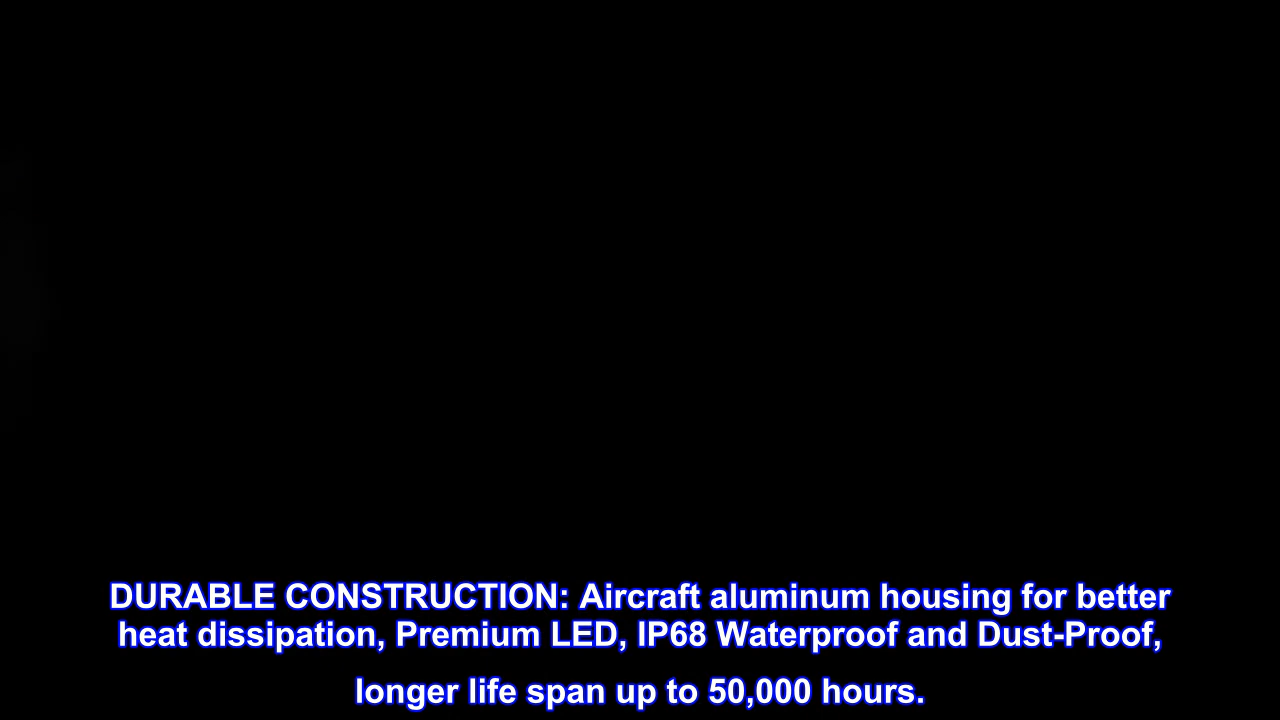 DURABLE CONSTRUCTION: Aircraft aluminum housing for better
heat dissipation, Premium LED, IP68 Waterproof and Dust-Proof,
longer life span up to 50,000 hours.